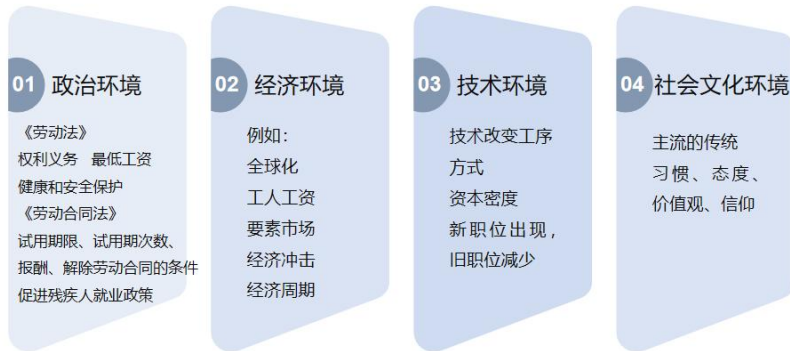 01 政治环境
《劳动法》
权利义务 最低工资
健康和安全保护
《劳动合同法》
试用期限、试用期次数、
报酬、解除劳动合同的条件
促进残疾人就业政策
02 经济环境
例如：
全球化
工人工资
要素市场
经济冲击
经济周期
03 技术环境
技术改变工序
方式
资本密度
新职位出现，
旧职位减少
04 社会文化环境
主流的传统
习惯、态度、
价值观、信仰